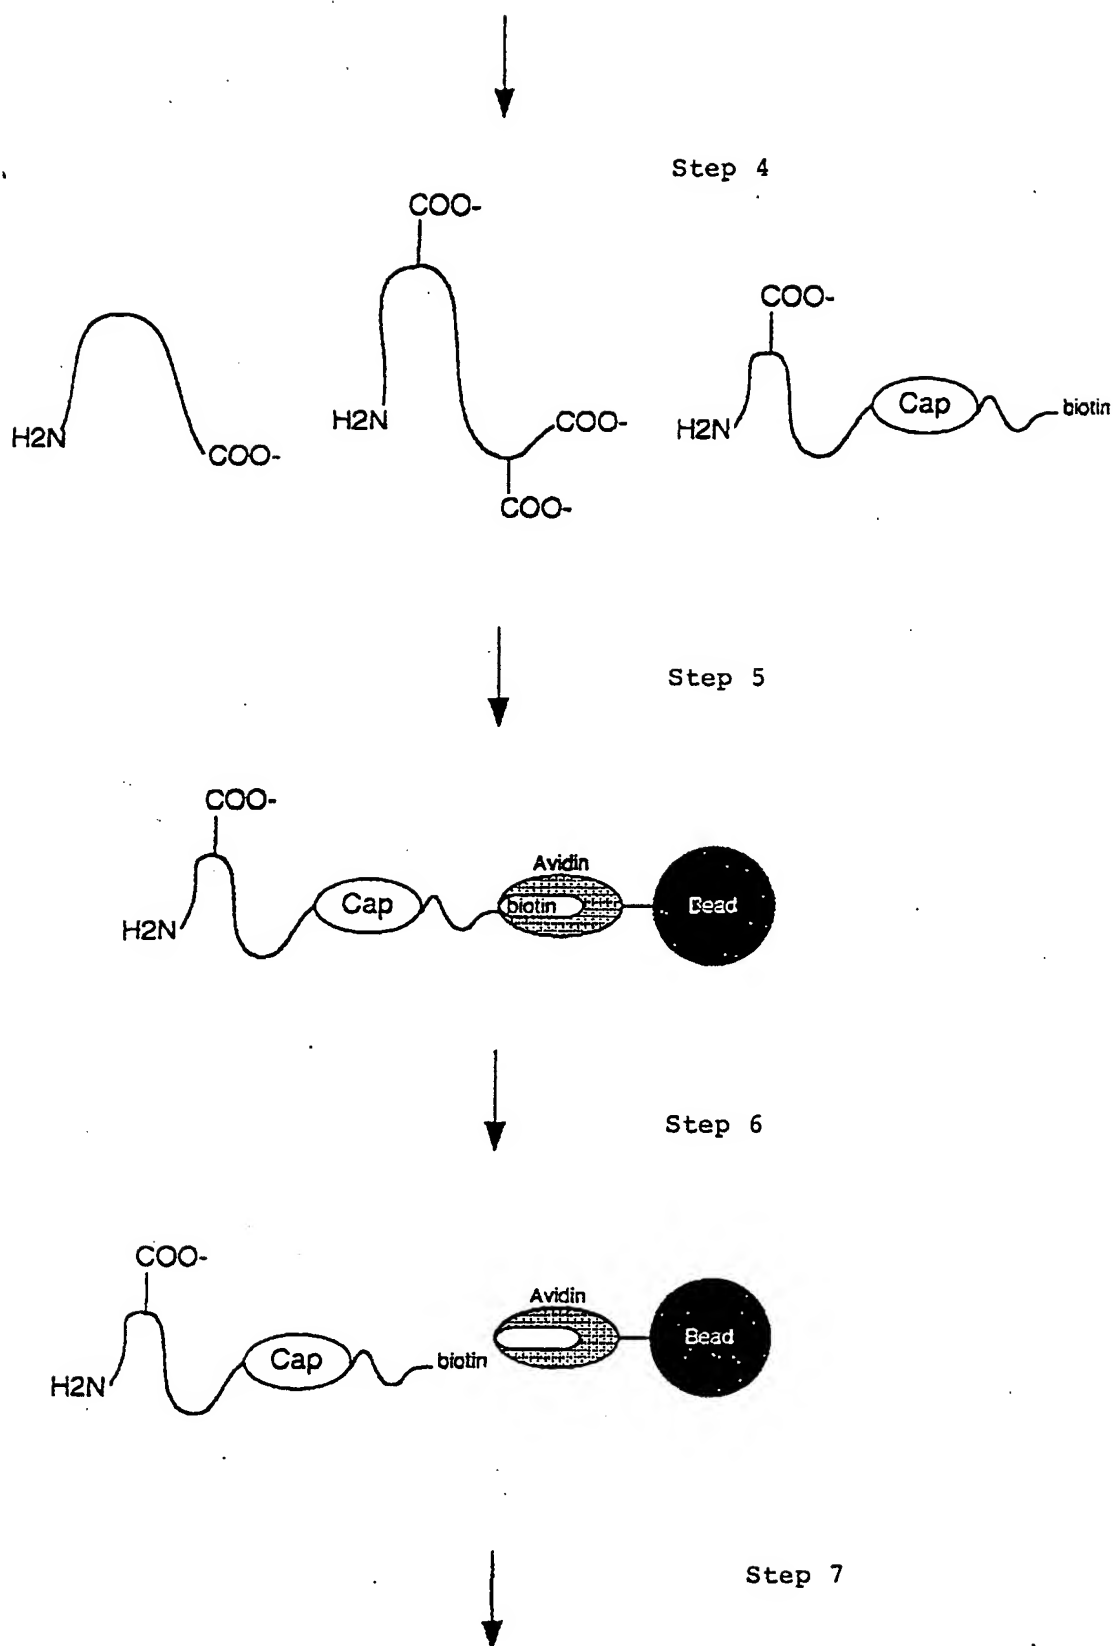 Step 4
COO-
COO-
H2N
COO-
H2N
COO-
COO-
H2N
Cap
biotin
Step 5
COO-
H2N
Cap
Avidin
biotin
Bead
Step 6
COO-
H2N
Cap
biotin
Avidin
Bead
Step 7